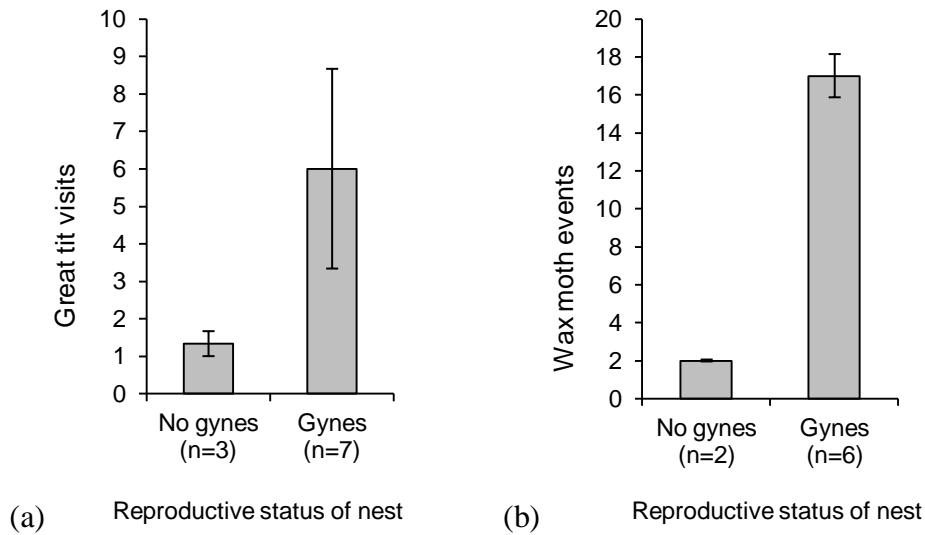 Great tit visits
10
9
8
7
6
5
4
3
2
1
0
No gynes
(n=3)
Gynes
(n=7)
Reproductive status of nest
(a)
Wax moth events
20
18
16
14
12
10
8
6
4
2
0
No gynes
(n=2)
Gynes
(n=6)
Reproductive status of nest
(b)